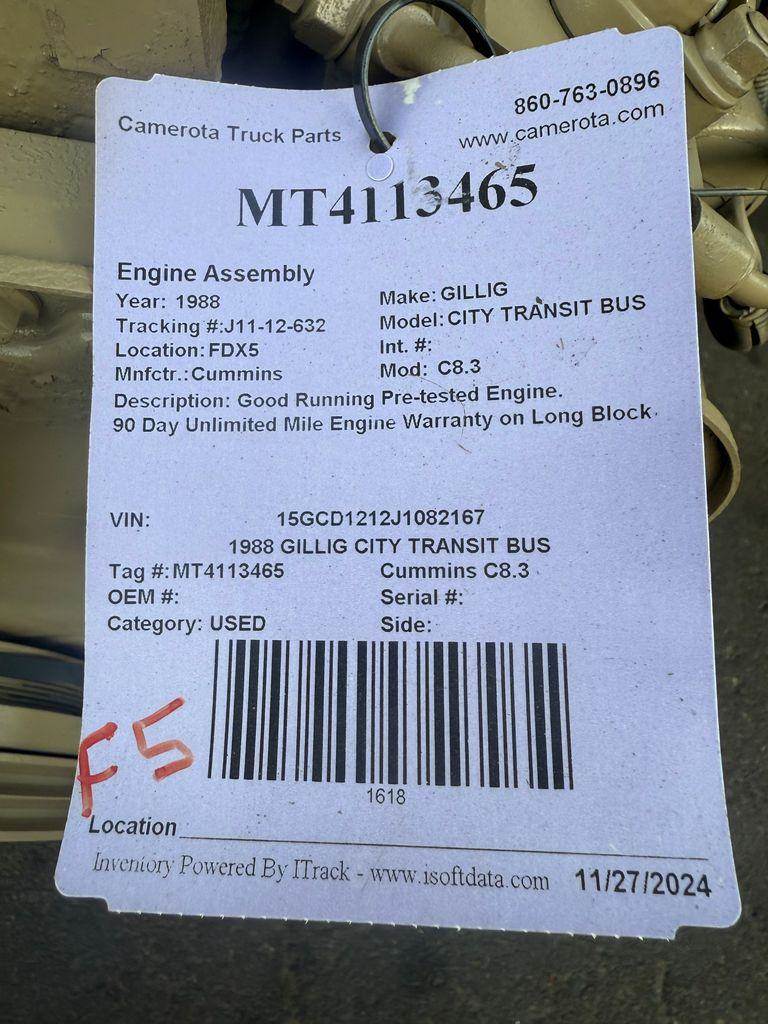 Camerota Truck Parts
860-763-0896
www.camerota.com
MT4113465
Engine Assembly
Year: 1988
Make: GILLIG
Tracking #:J11-12-632
Model: CITY TRANSIT BUS
Location: FDX5
Int. #:
Mnfctr.: Cummins
Mod: C8.3
Description: Good Running Pre-tested Engine.
90 Day Unlimited Mile Engine Warranty on Long Block.
VIN: 15GCD1212J1082167
1988 GILLIG CITY TRANSIT BUS
Tag #: MT4113465
Cummins C8.3
OEM #:
Serial #:
Category: USED
Side:
F5
1618
Location
Inventory Powered By ITrack - www.isoftdata.com 11/27/2024